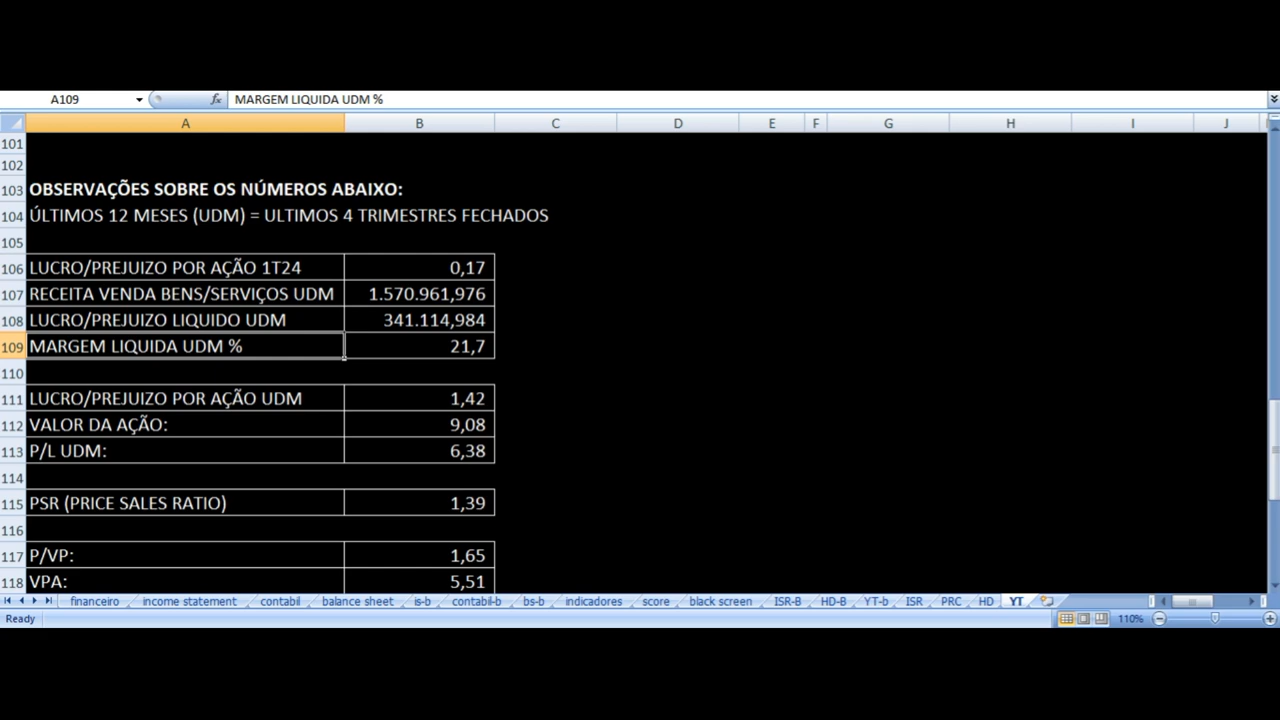 A109 fx MARGEM LIQUIDA UDM %
A B C D E F G H I J
101
102
103 OBSERVAÇÕES SOBRE OS NÚMEROS ABAIXO:
104 ÚLTIMOS 12 MESES (UDM) = ULTIMOS 4 TRIMESTRES FECHADOS
105
106 LUCRO/PREJUIZO POR AÇÃO 1T24 0,17
107 RECEITA VENDA BENS/SERVIÇOS UDM 1.570.961,976
108 LUCRO/PREJUIZO LIQUIDO UDM 341.114,984
109 MARGEM LIQUIDA UDM % 21,7
110
111 LUCRO/PREJUIZO POR AÇÃO UDM 1,42
112 VALOR DA AÇÃO: 9,08
113 P/L UDM: 6,38
114
115 PSR (PRICE SALES RATIO) 1,39
116
117 P/VP: 1,65
118 VPA: 5,51
financeiro income statement contabil balance sheet is-b contabil-b bs-b indicadores score black screen ISR-B HD-B YT-b ISR PRC HD YT
Ready 110%